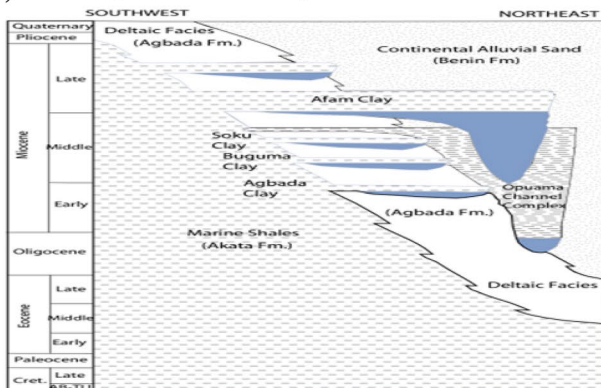 SOUTHWEST
NORTHEAST
Quaternary
Pliocene
Miocene
Late
Middle
Early
Oligocene
Eocene
Late
Middle
Early
Paleocene
Cret.
Late
Deltaic Facies
(Agbada Fm.)
Continental Alluvial Sand
(Benin Fm)
Afam Clay
Soku
Clay
Buguma
Clay
Agbada
Clay
(Agbada Fm.)
Opuama
Channel
Complex
Marine Shales
(Akata Fm.)
Deltaic Facies